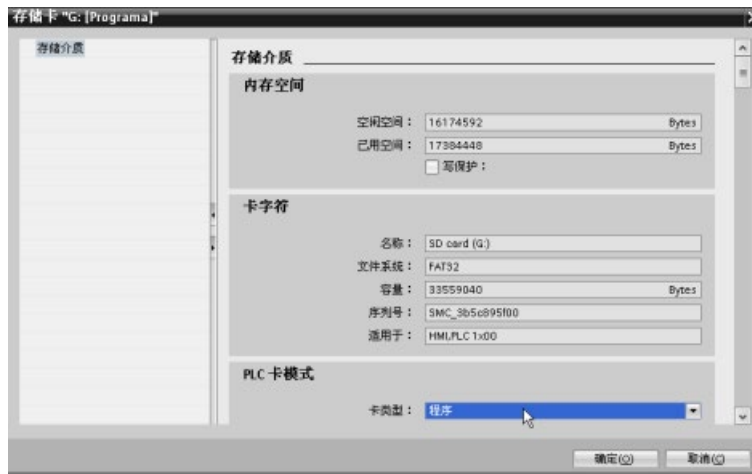 存储卡 "G: [Programa]"
存储介质
存储介质
内存空间
空闲空间： 16174592 Bytes
已用空间： 17384448 Bytes
写保护：
卡字符
名称： SD card (G:)
文件系统： FAT32
容量： 33559040 Bytes
序列号： SMC_3b5c895f00
适用于： HMI,PLC 1x00
PLC 卡模式
卡类型： 程序
确定(O) 取消(C)